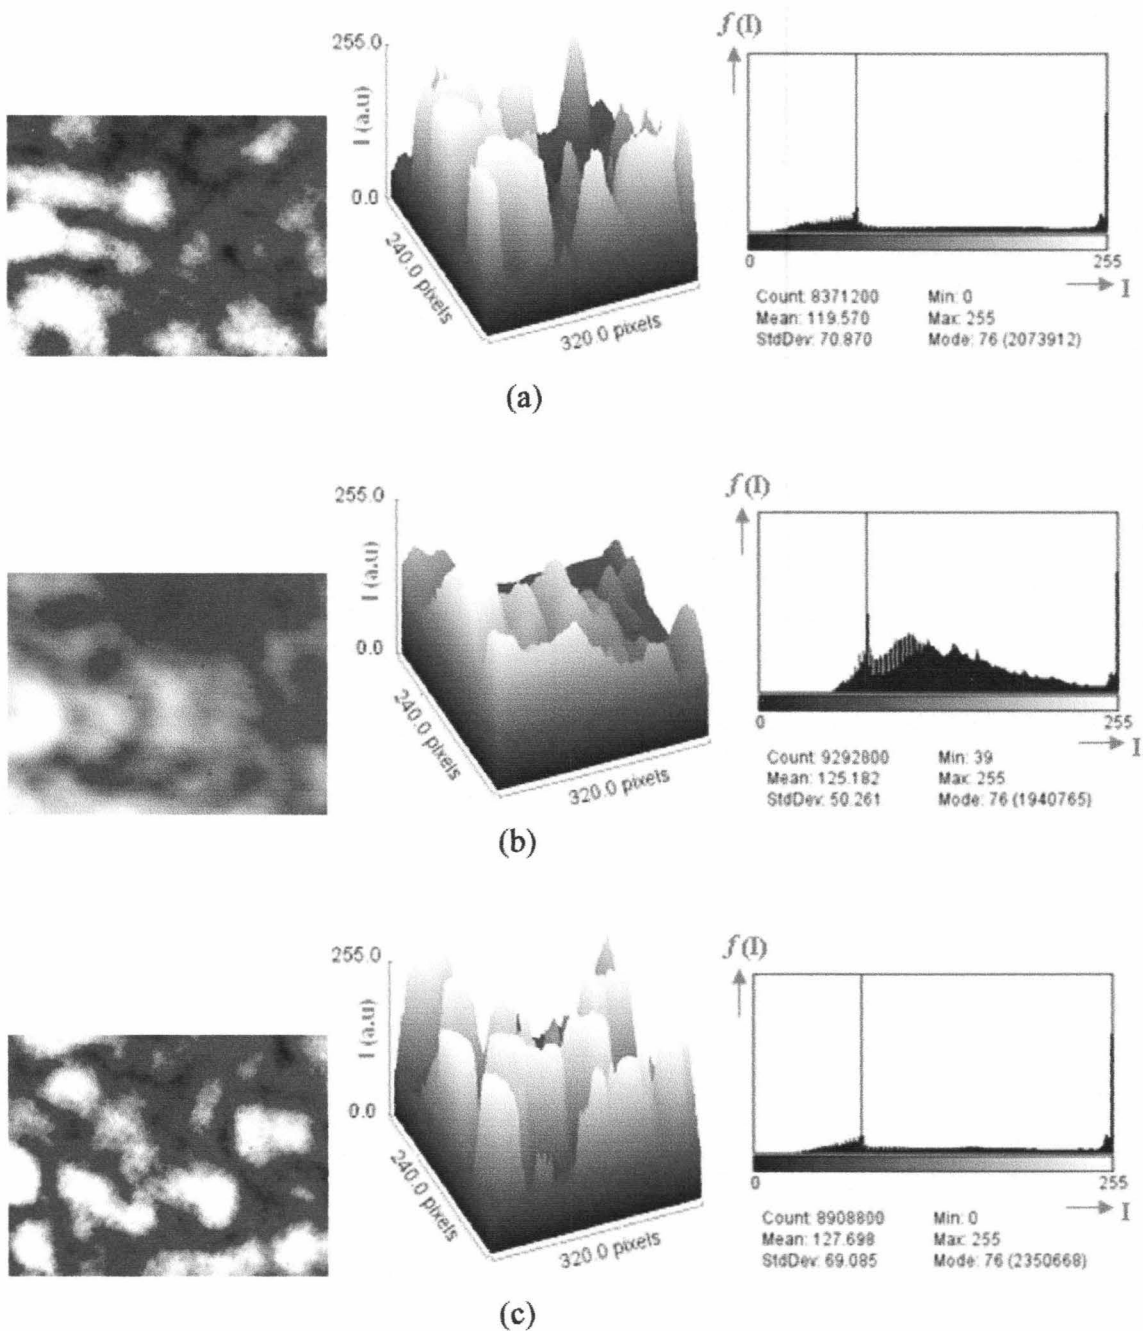 f(I)
255.0
I (a.u)
0.0
240.0 pixels
320.0 pixels
0
255
I
Count: 8371200 Min: 0
Mean: 119.570 Max: 255
StdDev: 70.870 Mode: 76 (2073912)
(a)
f(I)
255.0
I (a.u)
0.0
240.0 pixels
320.0 pixels
0
255
I
Count: 9292800 Min: 39
Mean: 125.182 Max: 255
StdDev: 50.261 Mode: 76 (1940765)
(b)
f(I)
255.0
I (a.u)
0.0
240.0 pixels
320.0 pixels
0
255
I
Count: 8908800 Min: 0
Mean: 127.698 Max: 255
StdDev: 69.085 Mode: 76 (2350668)
(c)